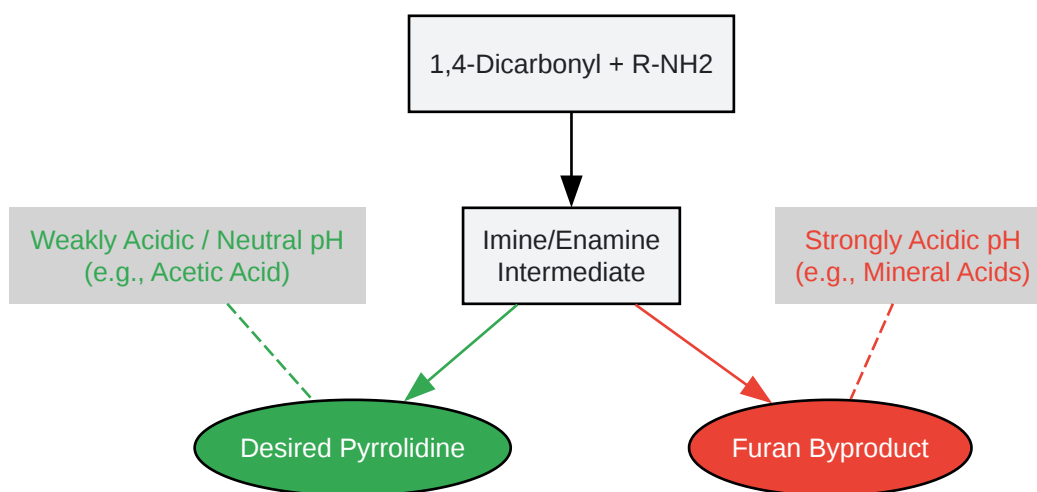 1,4-Dicarbonyl + R-NH2
Weakly Acidic / Neutral pH
(e.g., Acetic Acid)
Imine/Enamine
Intermediate
Strongly Acidic pH
(e.g., Mineral Acids)
Desired Pyrrolidine
Furan Byproduct